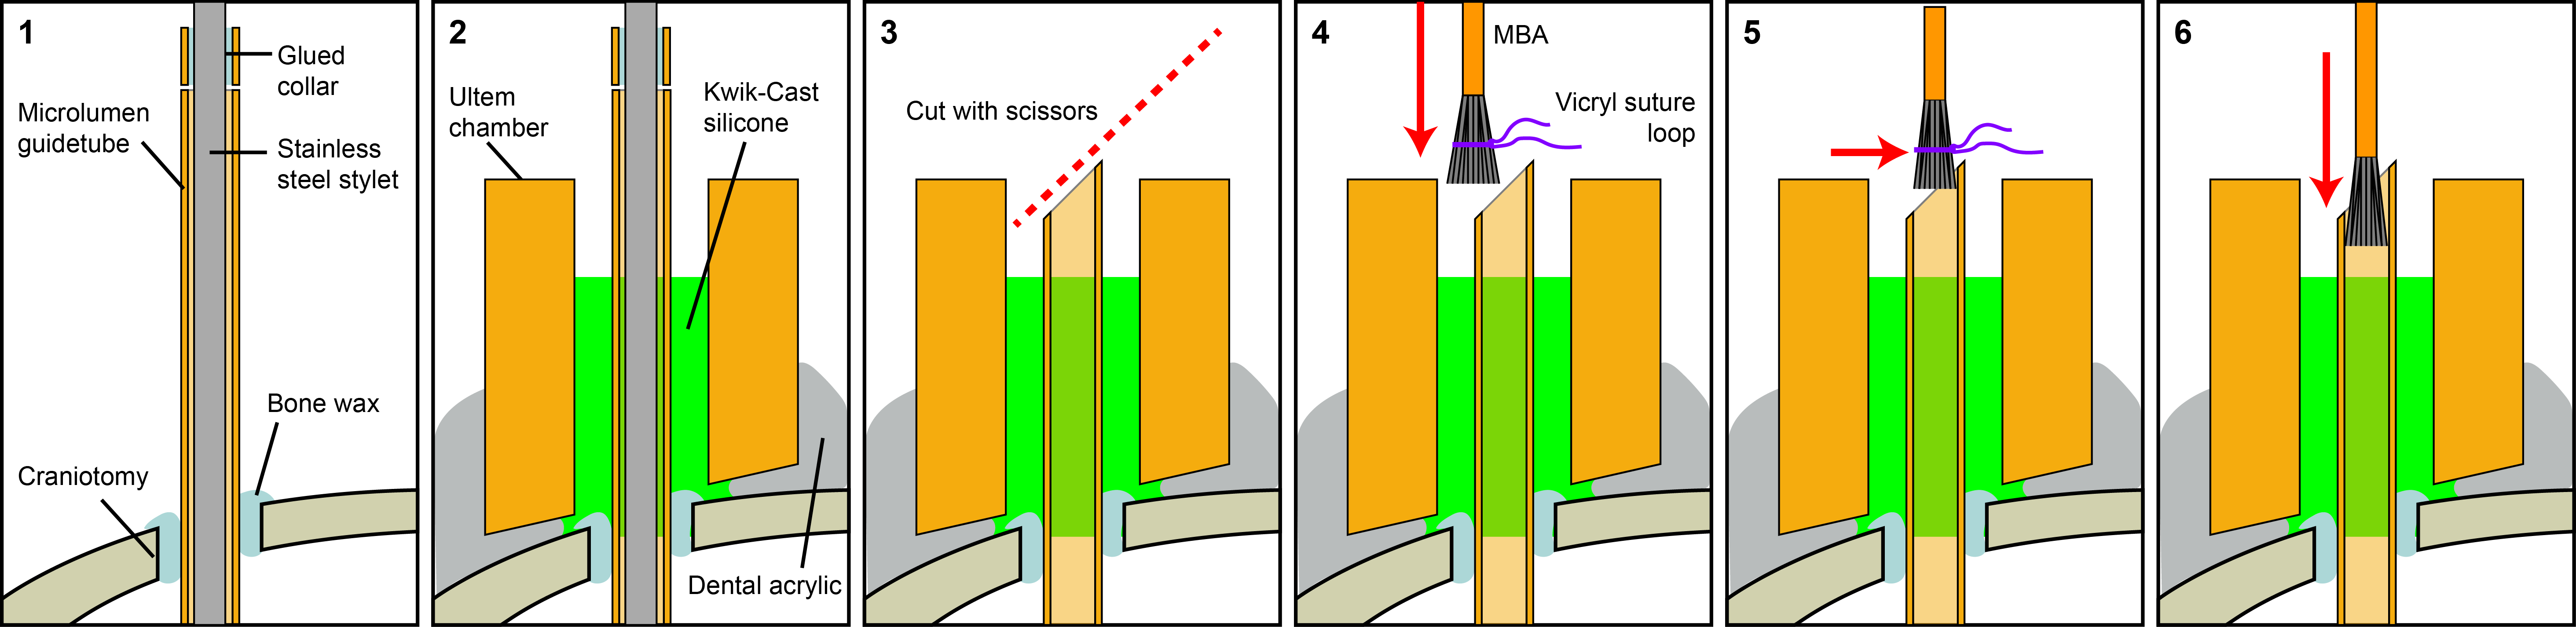 1
Glued
collar
Microlumen
guidetube
Stainless
steel stylet
Bone wax
Craniotomy
2
Ultem
chamber
Kwik-Cast
silicone
Dental acrylic
3
Cut with scissors
4
MBA
Vicryl suture
loop
5
6